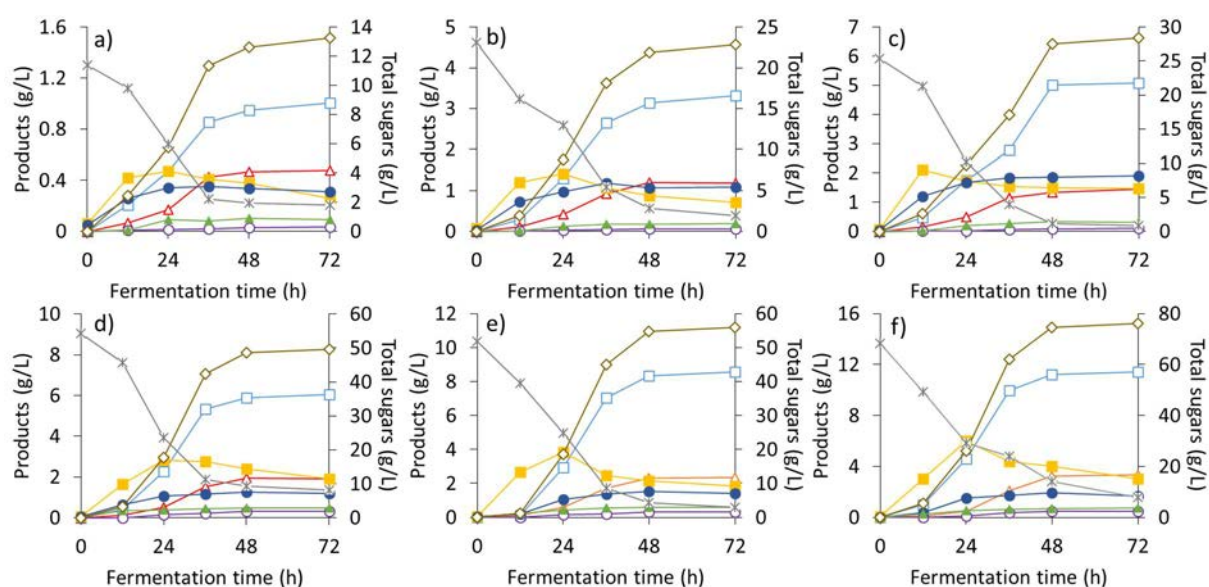 a)
1.6
1.2
0.8
0.4
0
14
12
10
8
6
4
2
0
0 24 48 72
Products (g/L)
Total sugars (g/L)
Fermentation time (h)
b)
5
4
3
2
1
0
25
20
15
10
5
0
0 24 48 72
Products (g/L)
Total sugars (g/L)
Fermentation time (h)
c)
7
6
5
4
3
2
1
0
30
25
20
15
10
5
0
0 24 48 72
Products (g/L)
Total sugars (g/L)
Fermentation time (h)
d)
10
8
6
4
2
0
60
50
40
30
20
10
0
0 24 48 72
Products (g/L)
Total sugars (g/L)
Fermentation time (h)
e)
12
10
8
6
4
2
0
60
50
40
30
20
10
0
0 24 48 72
Products (g/L)
Total sugars (g/L)
Fermentation time (h)
f)
16
12
8
4
0
80
60
40
20
0
0 24 48 72
Products (g/L)
Total sugars (g/L)
Fermentation time (h)